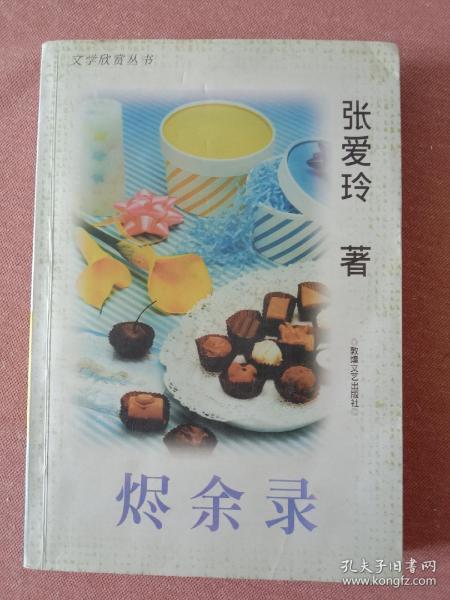 文学欣赏丛书
张爱玲 著
敦煌文艺出版社
烬余录
孔夫子旧书网
www.kongfz.com